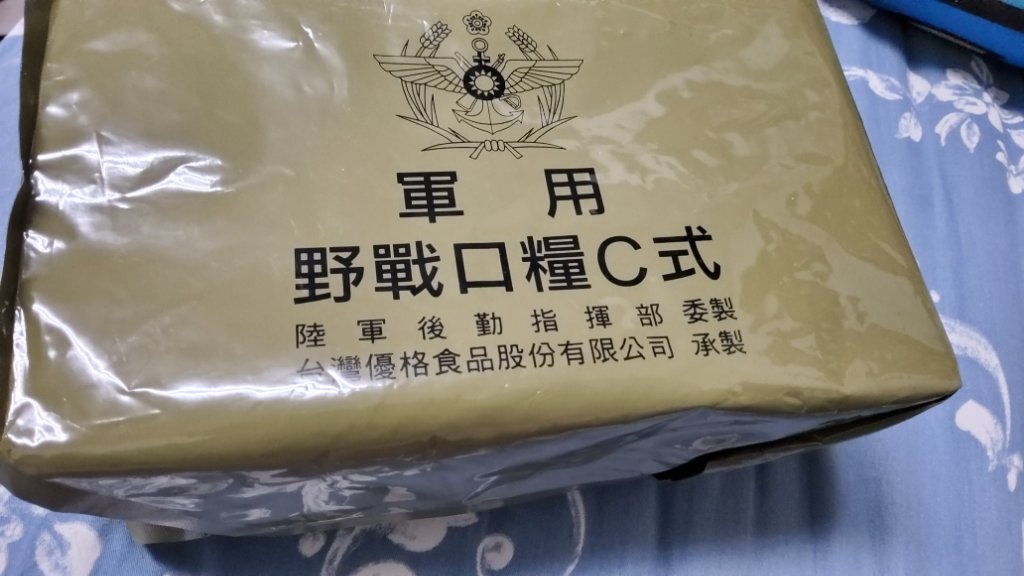 軍用
野戰口糧C式
陸軍後勤指揮部 委製
台灣優格食品股份有限公司 承製